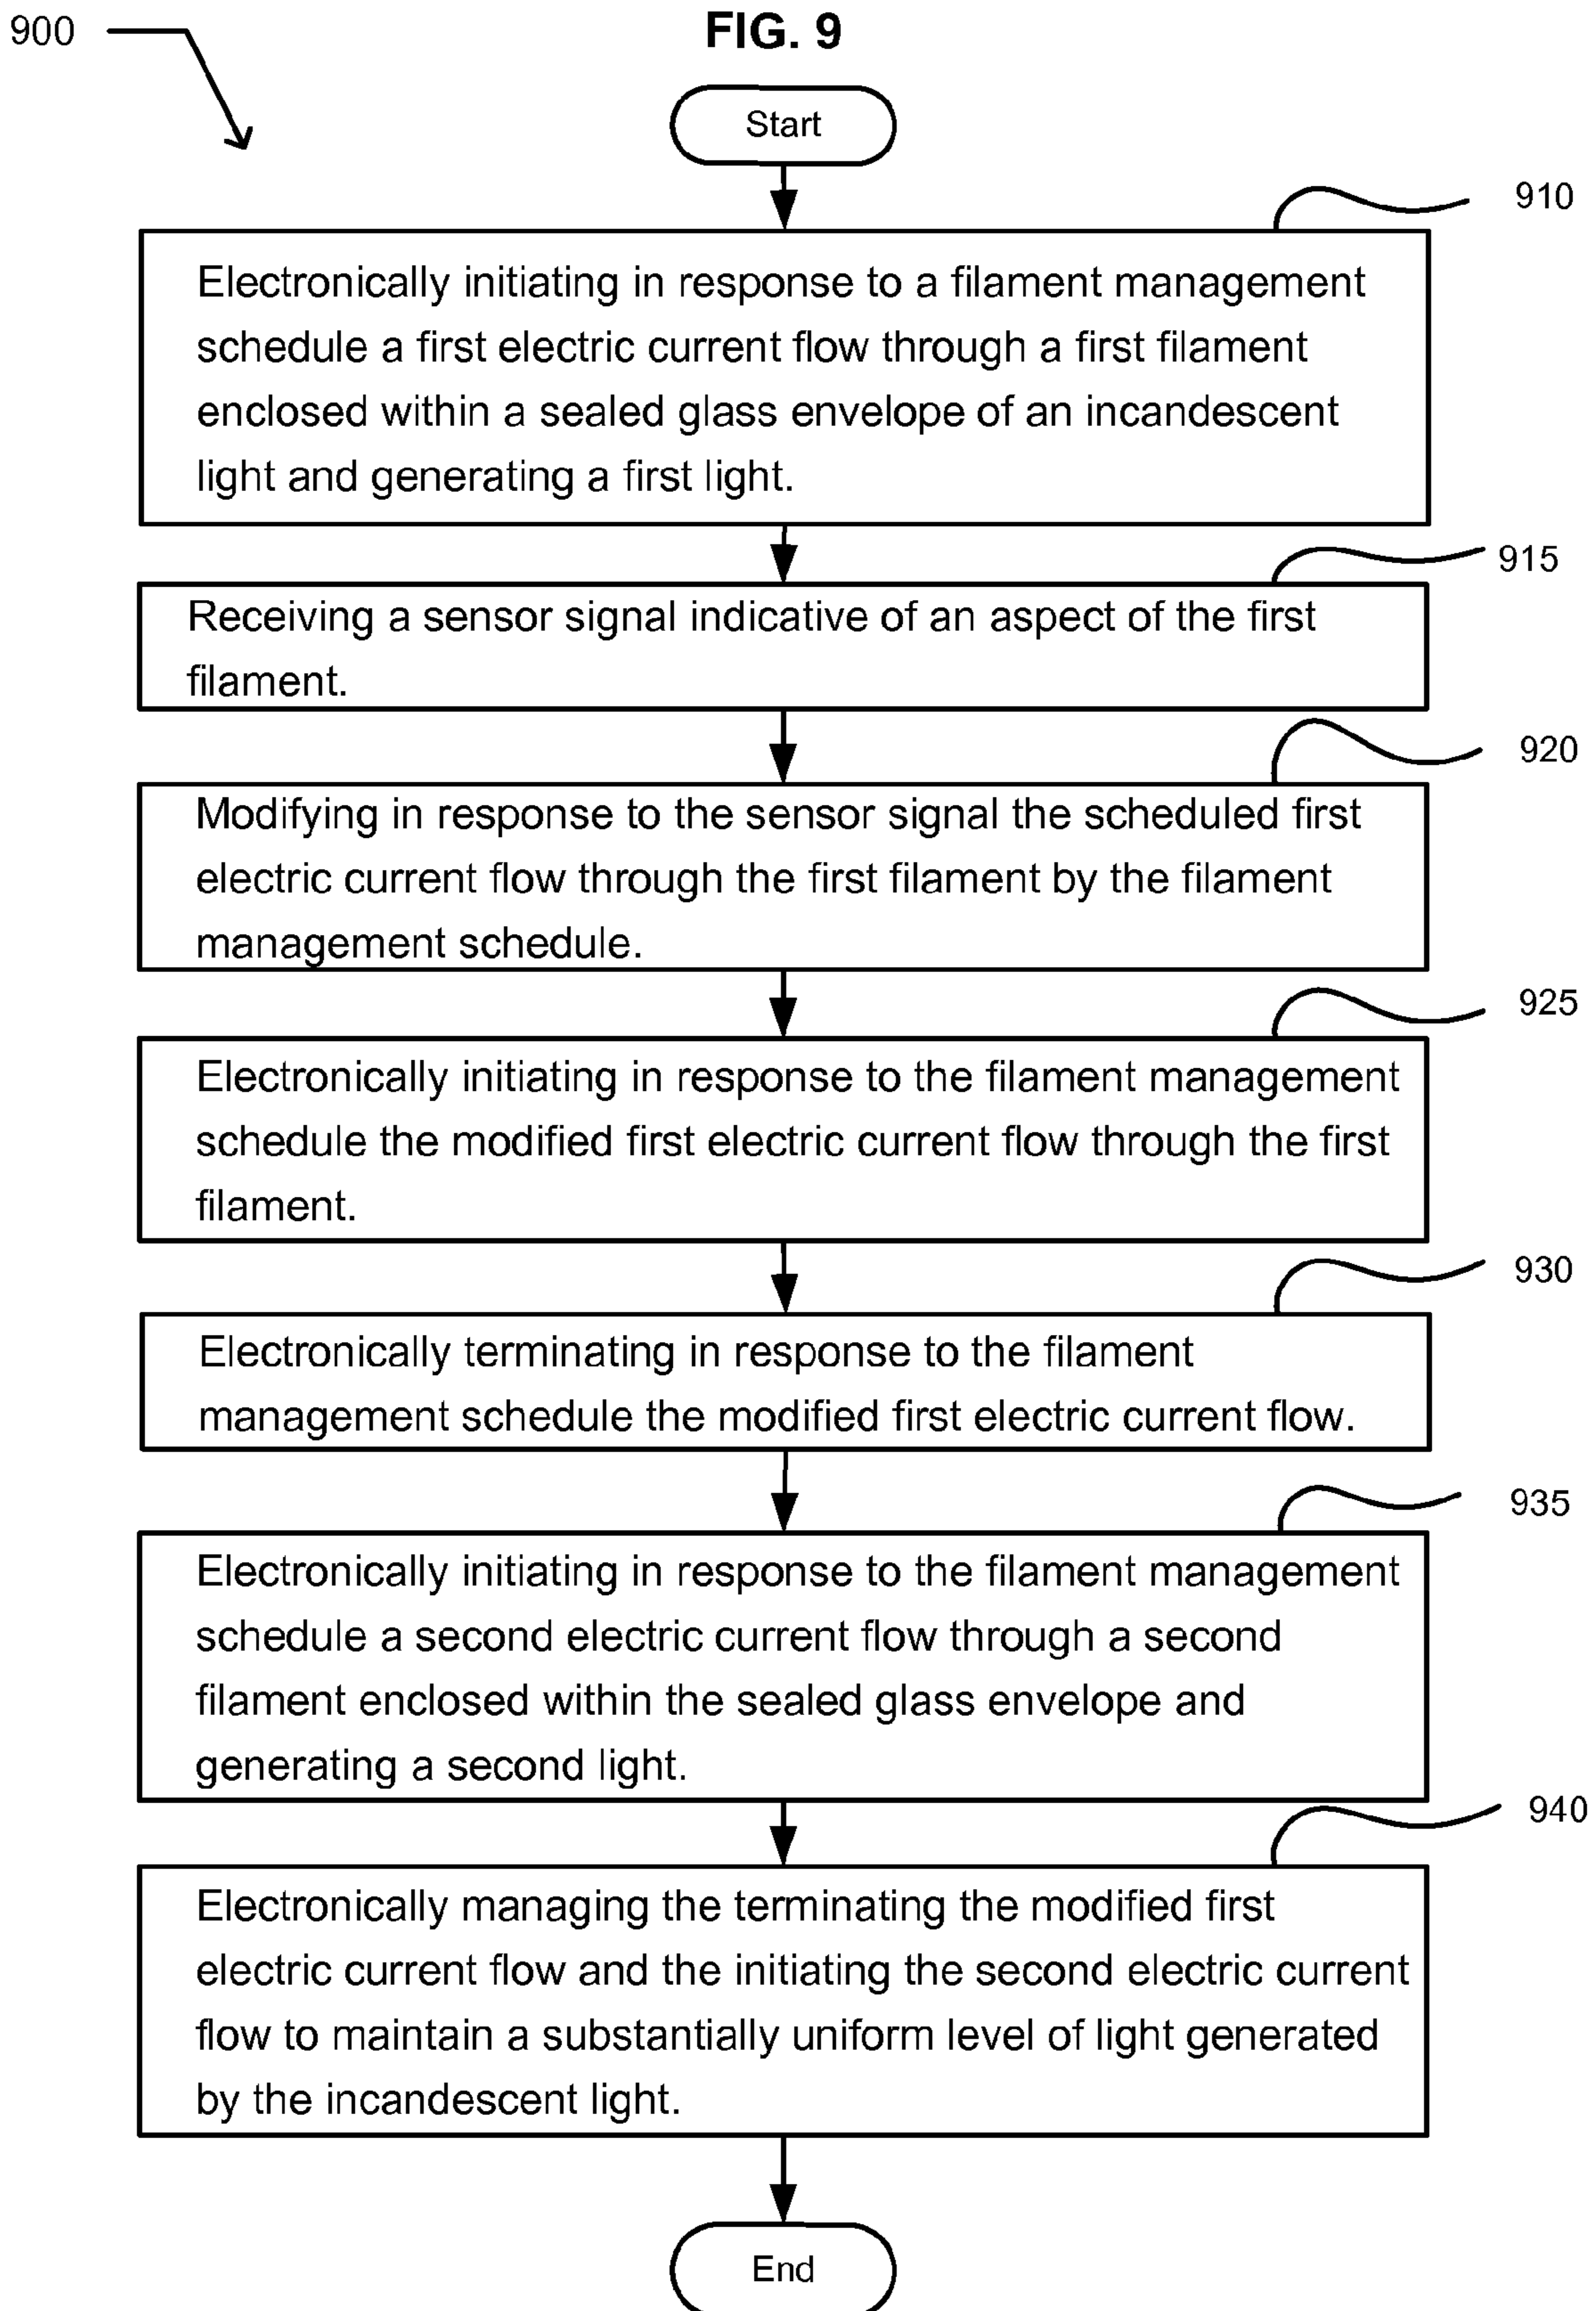 900
FIG. 9
Start
910
Electronically initiating in response to a filament management
schedule a first electric current flow through a first filament
enclosed within a sealed glass envelope of an incandescent
light and generating a first light.
915
Receiving a sensor signal indicative of an aspect of the first
filament.
920
Modifying in response to the sensor signal the scheduled first
electric current flow through the first filament by the filament
management schedule.
925
Electronically initiating in response to the filament management
schedule the modified first electric current flow through the first
filament.
930
Electronically terminating in response to the filament
management schedule the modified first electric current flow.
935
Electronically initiating in response to the filament management
schedule a second electric current flow through a second
filament enclosed within the sealed glass envelope and
generating a second light.
940
Electronically managing the terminating the modified first
electric current flow and the initiating the second electric current
flow to maintain a substantially uniform level of light generated
by the incandescent light.
End